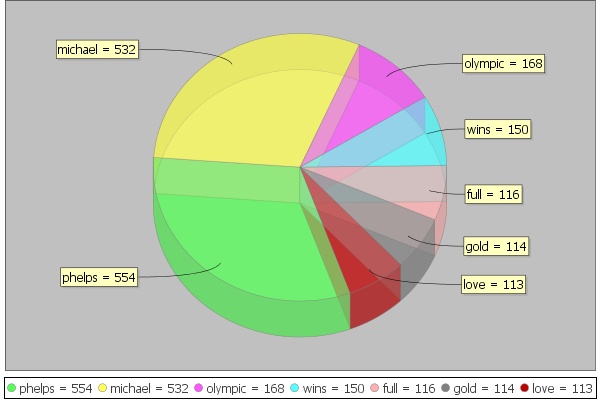 michael = 532
olympic = 168
wins = 150
full = 116
gold = 114
phelps = 554
love = 113
phelps = 554 michael = 532 olympic = 168 wins = 150 full = 116 gold = 114 love = 113